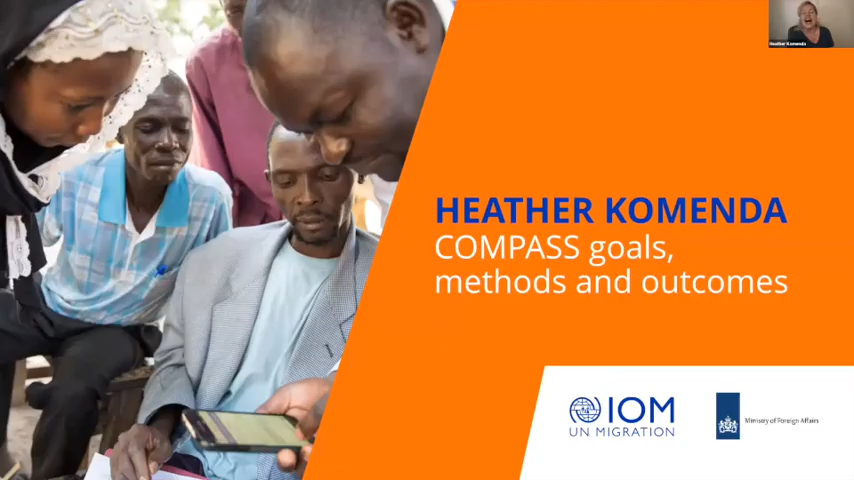 Heather Komenda
HEATHER KOMENDA
COMPASS goals,
methods and outcomes
IOM
UN MIGRATION
Ministry of Foreign Affairs